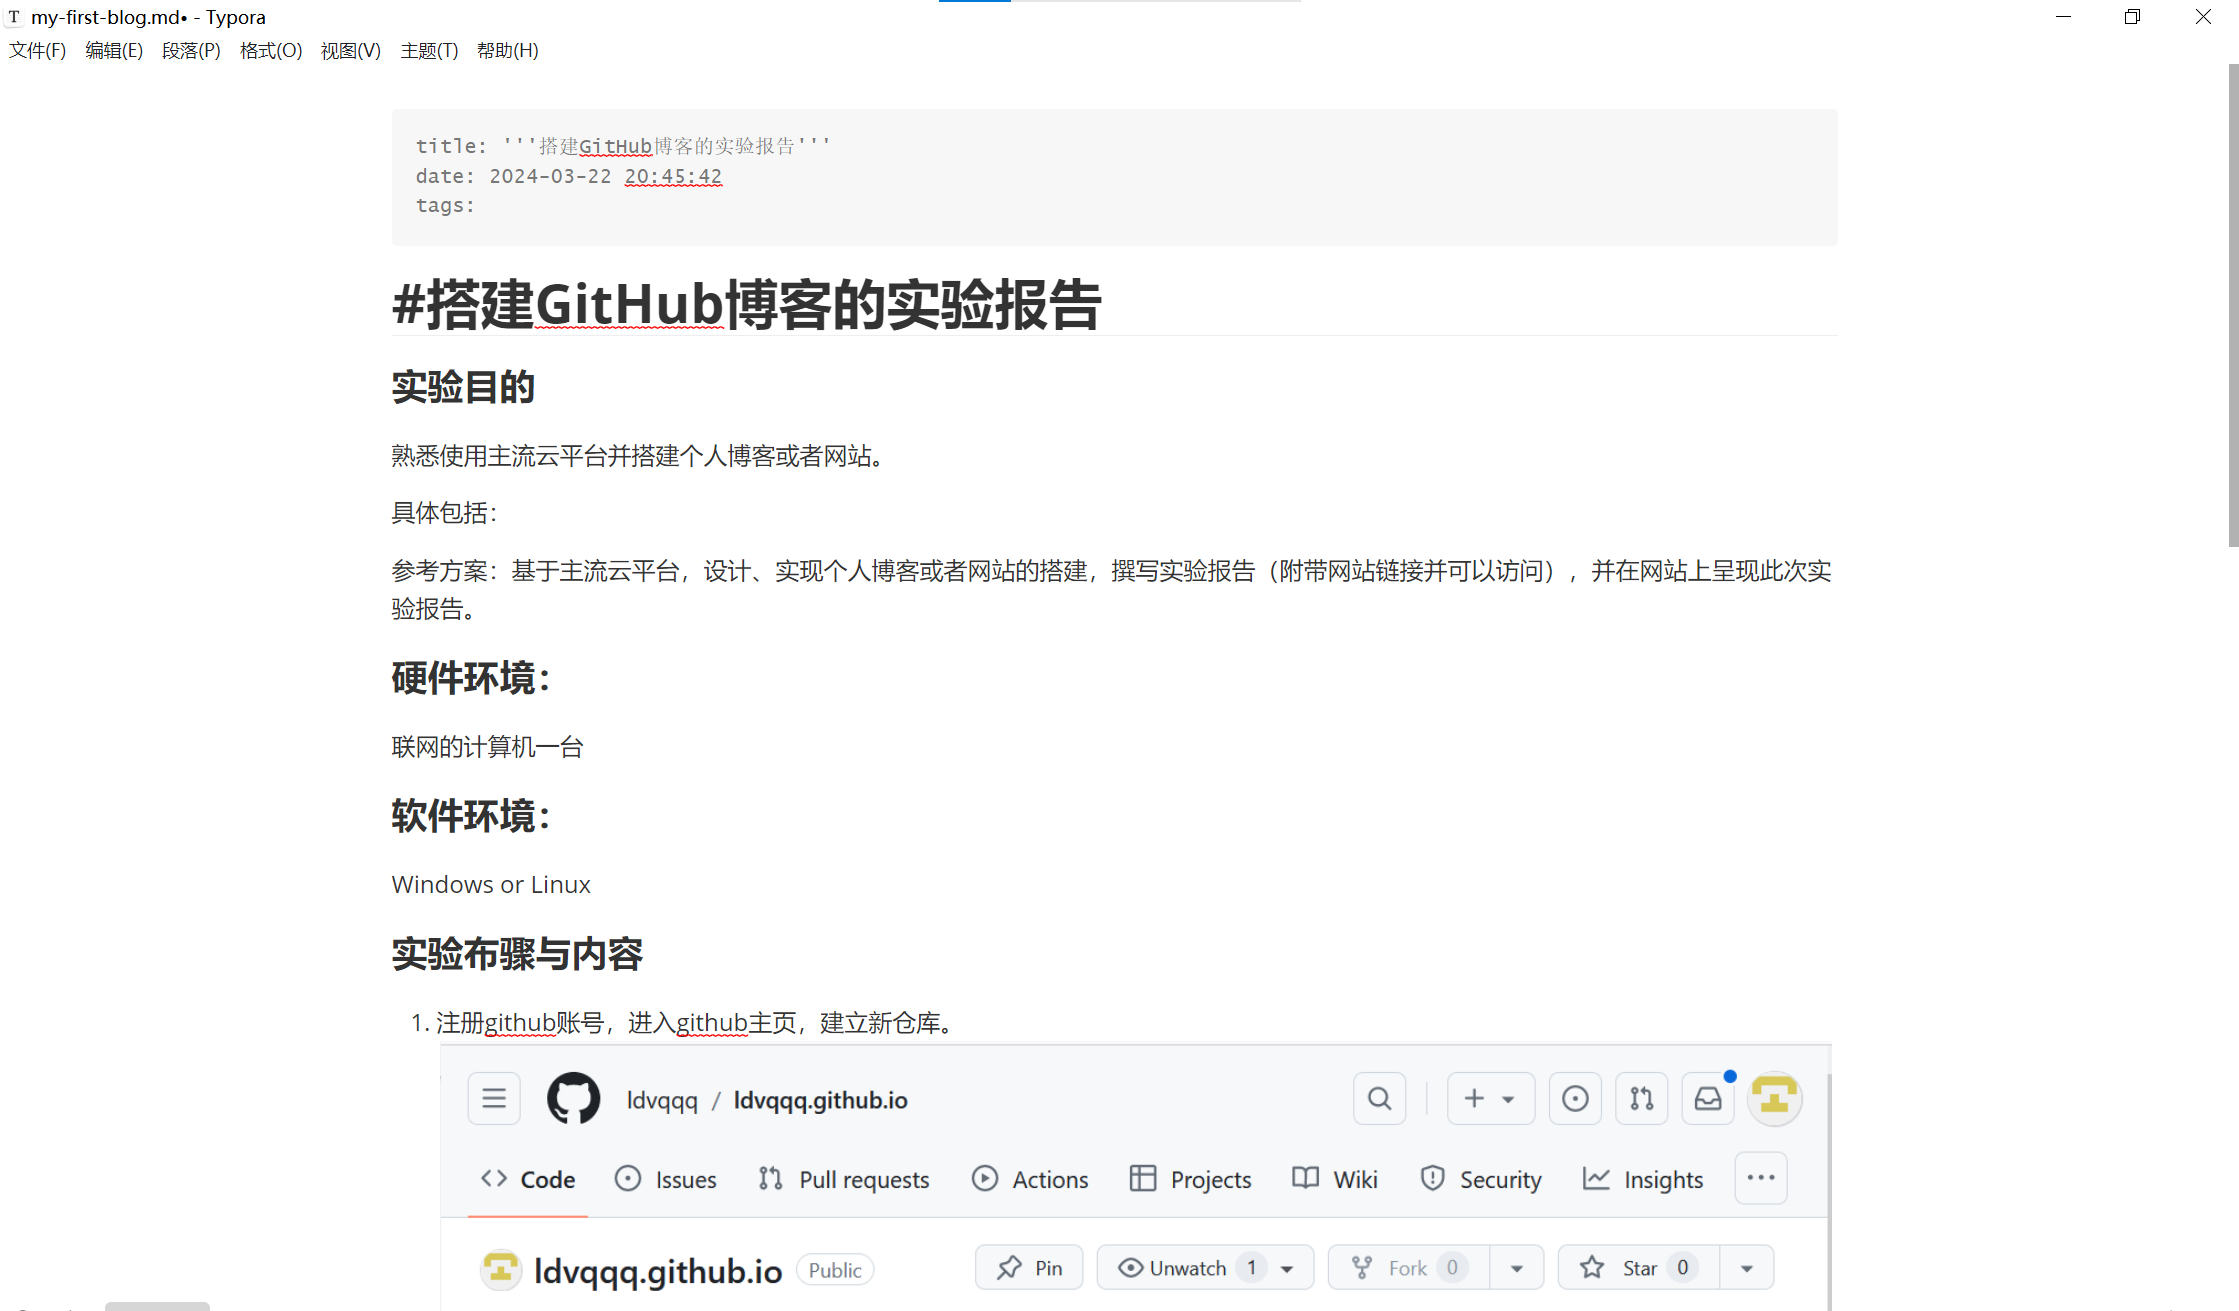 my-first-blog.md• - Typora
文件(F) 编辑(E) 段落(P) 格式(O) 视图(V) 主题(T) 帮助(H)
title: '''搭建GitHub博客的实验报告'''
date: 2024-03-22 20:45:42
tags:
#搭建GitHub博客的实验报告
实验目的
熟悉使用主流云平台并搭建个人博客或者网站。
具体包括：
参考方案：基于主流云平台，设计、实现个人博客或者网站的搭建，撰写实验报告（附带网站链接并可以访问），并在网站上呈现此次实
验报告。
硬件环境：
联网的计算机一台
软件环境：
Windows or Linux
实验布骤与内容
1. 注册github账号，进入github主页，建立新仓库。
ldvqqq / ldvqqq.github.io
Code Issues Pull requests Actions Projects Wiki Security Insights
ldvqqq.github.io Public Pin Unwatch 1 Fork 0 Star 0